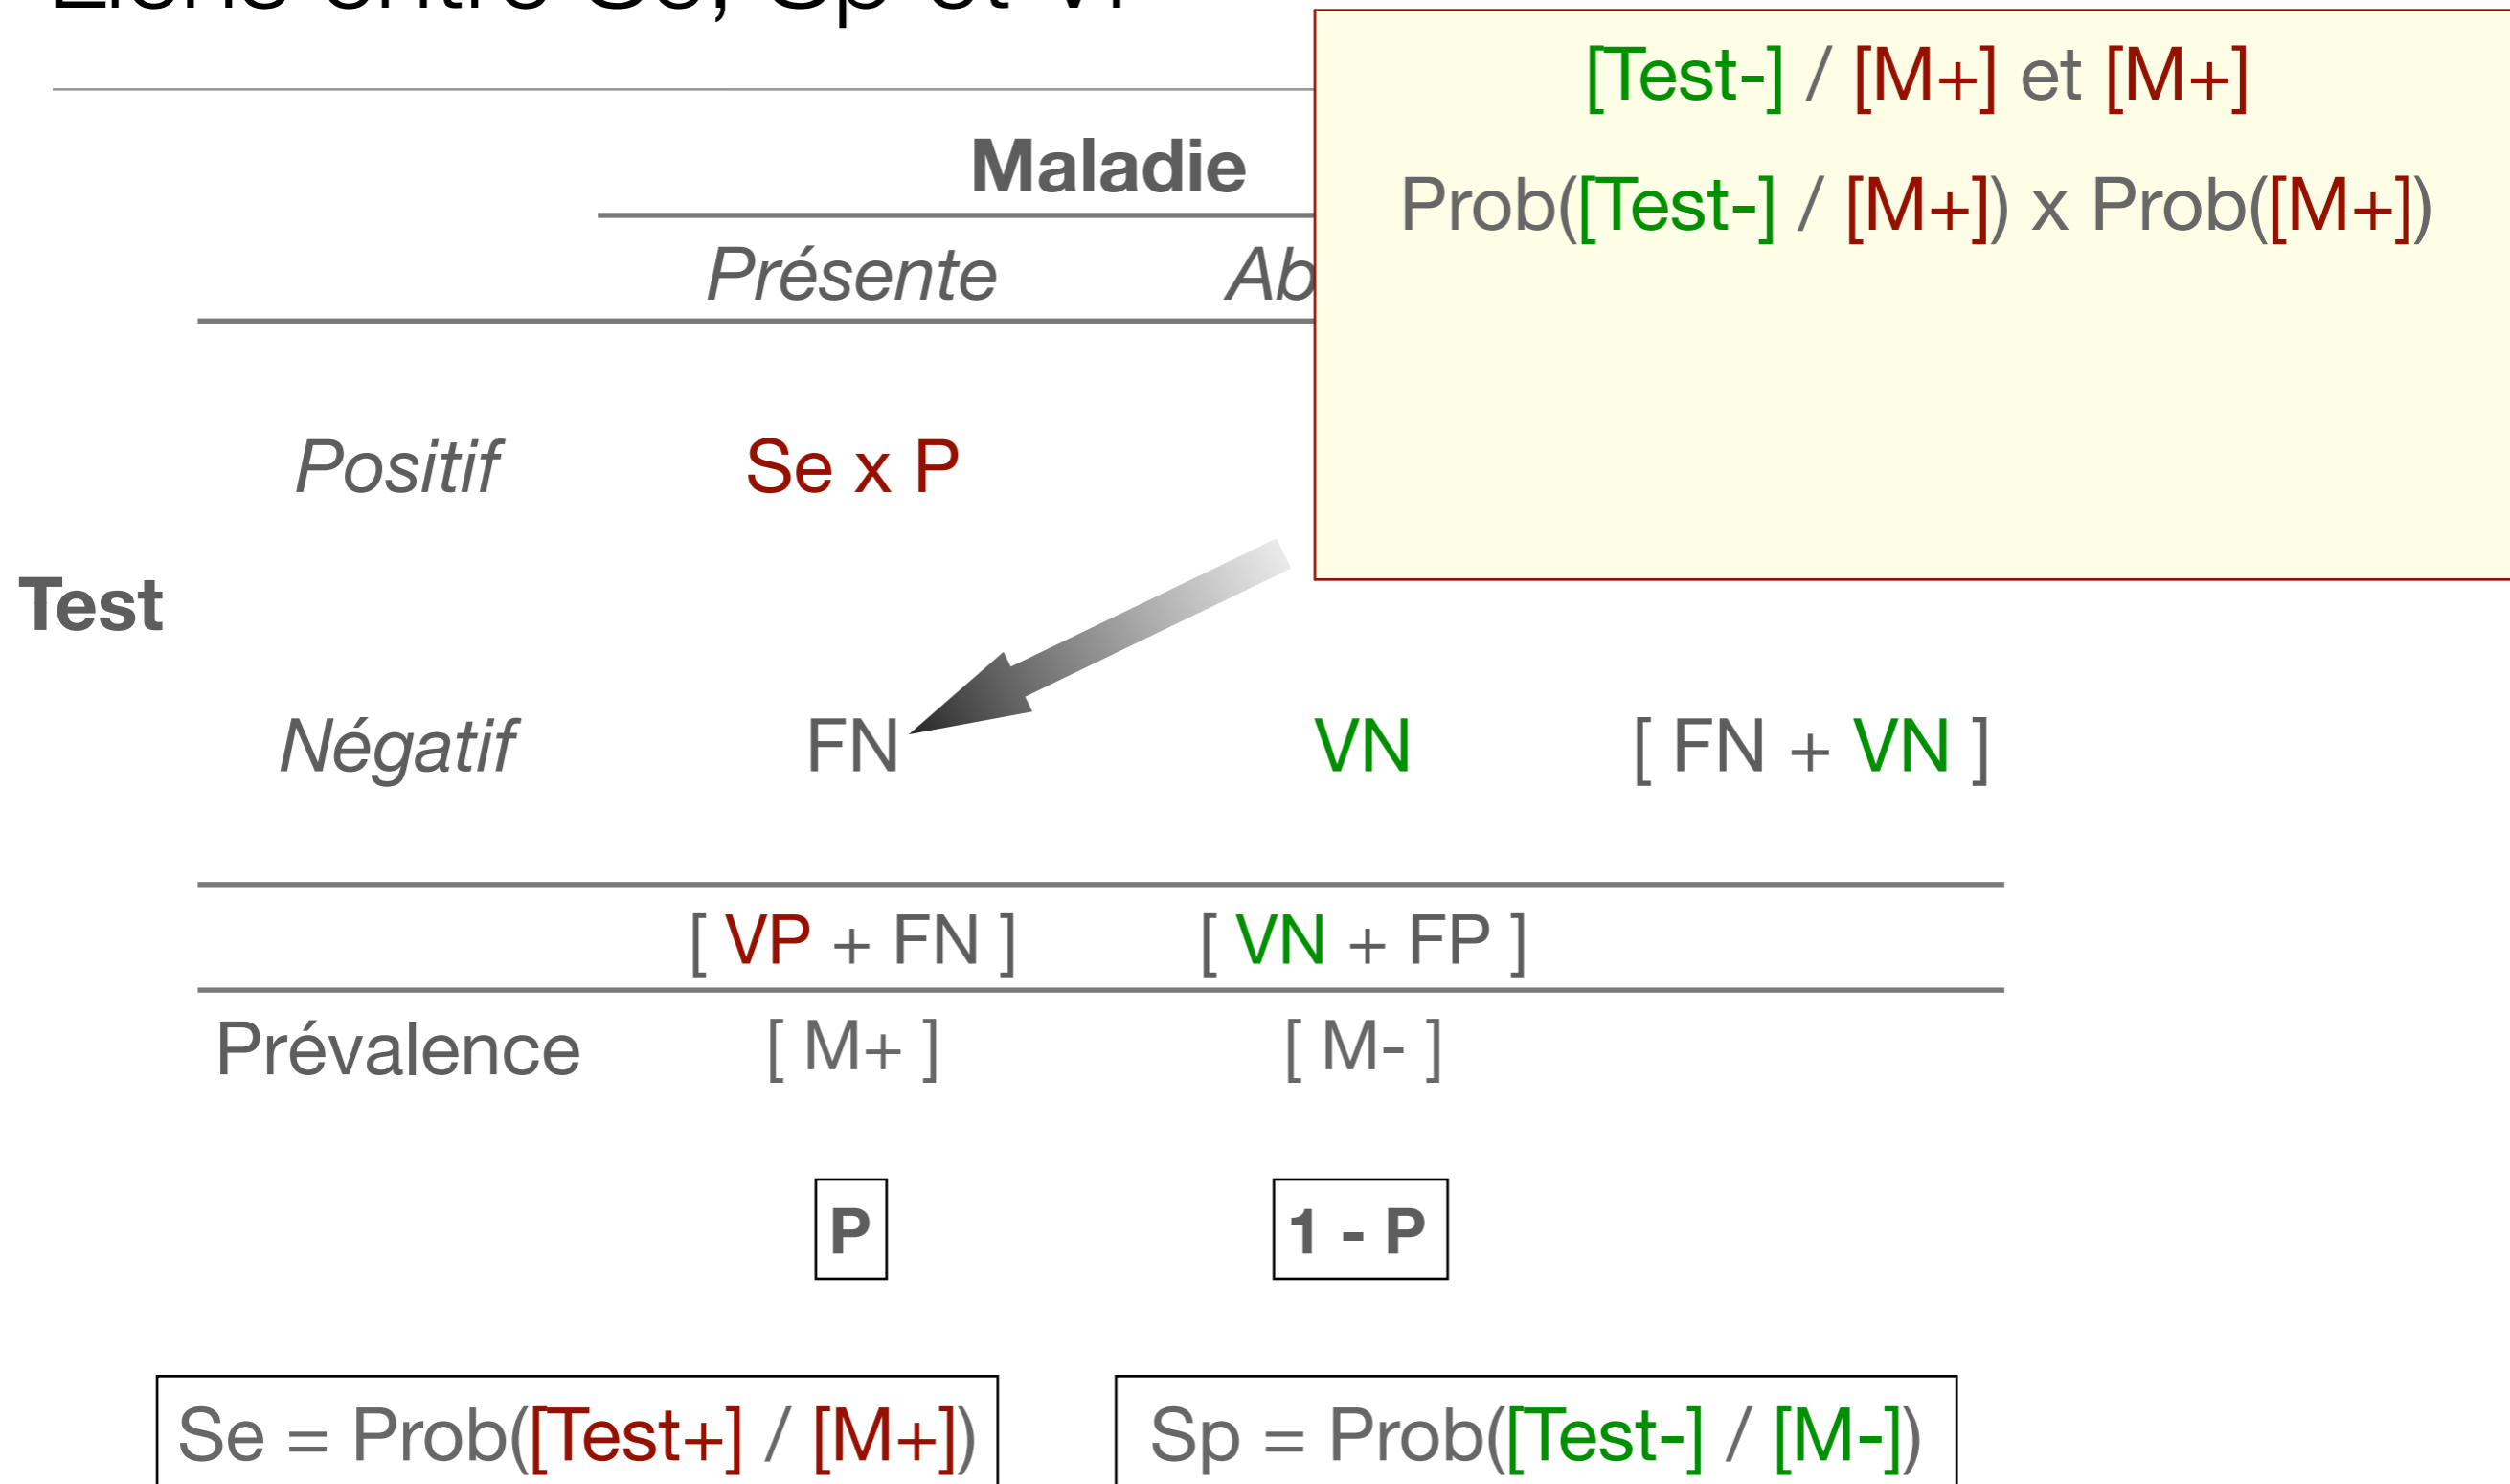 [Test-] / [M+] et [M+]
Prob([Test-] / [M+]) x Prob([M+])
Maladie
Présente Ab
Positif Se x P
Test
Négatif FN VN [ FN + VN ]
[ VP + FN ] [ VN + FP ]
Prévalence [ M+ ] [ M- ]
P 1 - P
Se = Prob([Test+] / [M+]) Sp = Prob([Test-] / [M-])